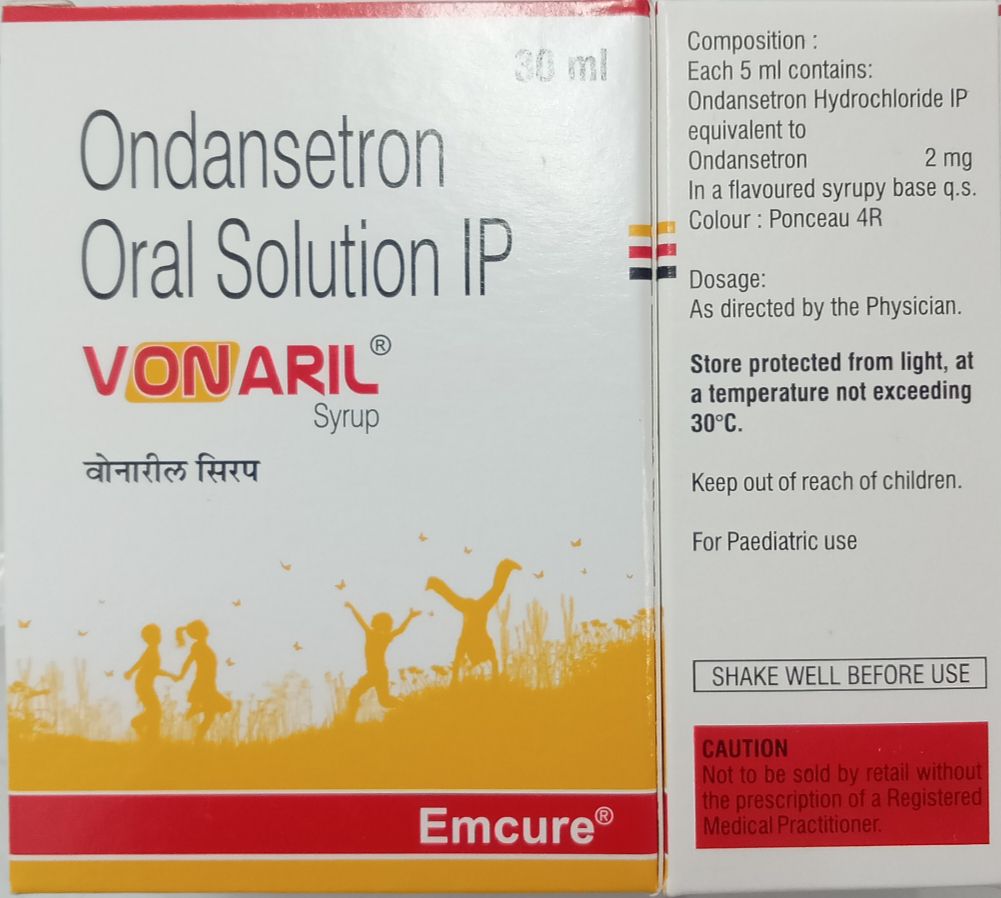 30 ml
Ondansetron
Oral Solution IP
VONARIL®
Syrup
वोनारील सिरप
Emcure®
Composition :
Each 5 ml contains:
Ondansetron Hydrochloride IP
equivalent to
Ondansetron 2 mg
In a flavoured syrupy base q.s.
Colour : Ponceau 4R
Dosage:
As directed by the Physician.
Store protected from light, at
a temperature not exceeding
30°C.
Keep out of reach of children.
For Paediatric use
SHAKE WELL BEFORE USE
CAUTION
Not to be sold by retail without
the prescription of a Registered
Medical Practitioner.